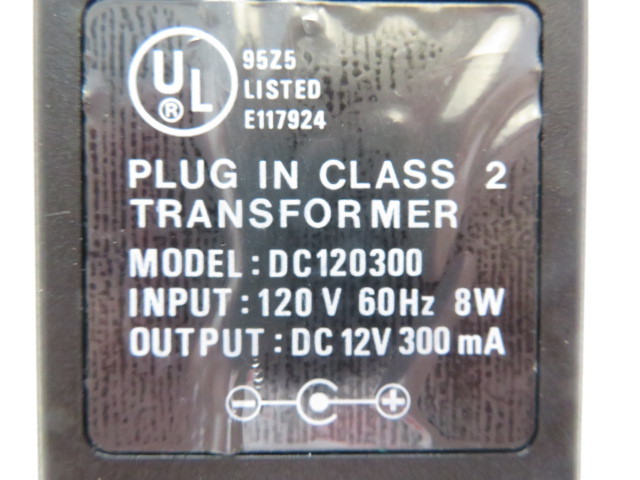 UL®
95Z5
LISTED
E117924
PLUG IN CLASS 2
TRANSFORMER
MODEL: DC120300
INPUT: 120 V 60Hz 8W
OUTPUT: DC 12V 300 mA